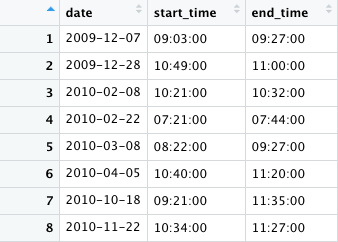 date start_time end_time
1 2009-12-07 09:03:00 09:27:00
2 2009-12-28 10:49:00 11:00:00
3 2010-02-08 10:21:00 10:32:00
4 2010-02-22 07:21:00 07:44:00
5 2010-03-08 08:22:00 09:27:00
6 2010-04-05 10:40:00 11:20:00
7 2010-10-18 09:21:00 11:35:00
8 2010-11-22 10:34:00 11:27:00